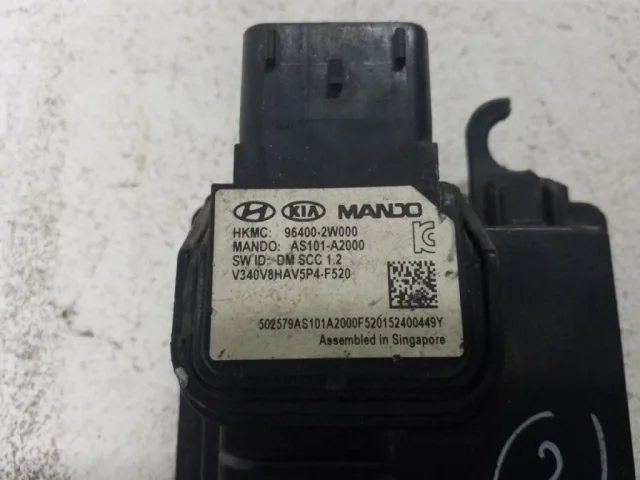 KIA MANDO
HKMC: 96400-2W000
MANDO: AS101-A2000
SW ID: DM SCC 1.2
V340V8HAV5P4-F520
502579AS101A2000F520152400449Y
Assembled in Singapore
2